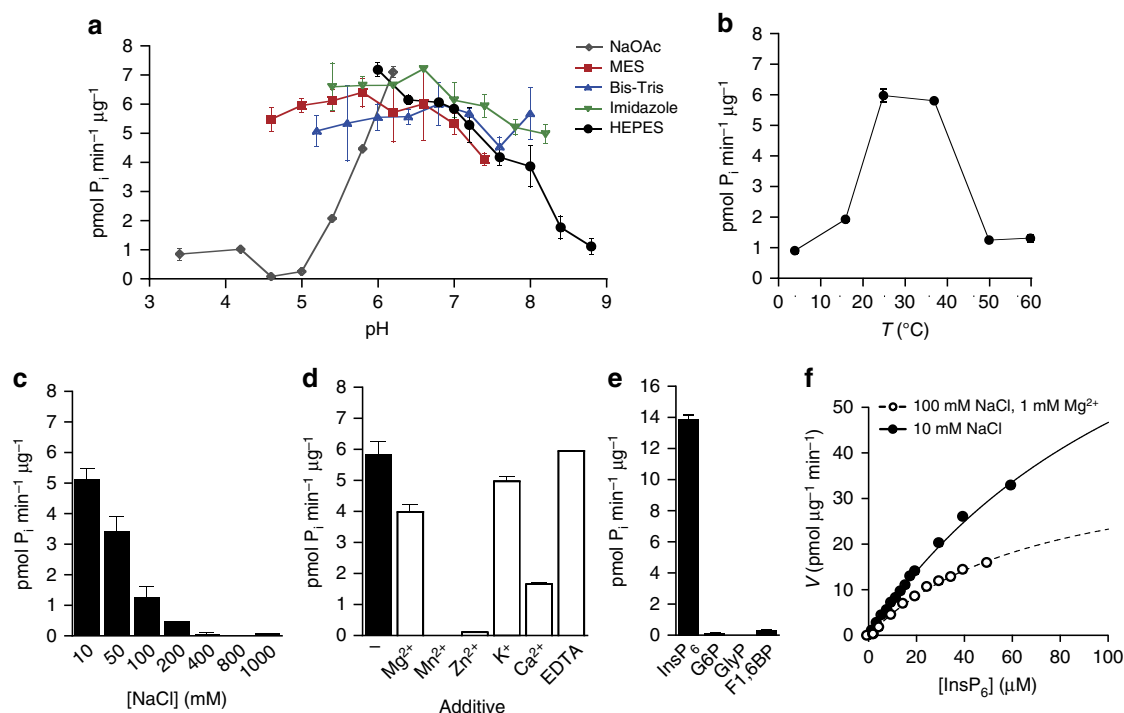 a
pmol Pi min⁻¹ µg⁻¹
8
7
6
5
4
3
2
1
0
3 4 5 6 7 8 9
pH
NaOAc
MES
Bis-Tris
Imidazole
HEPES
b
pmol Pi min⁻¹ µg⁻¹
8
7
6
5
4
3
2
1
0
0 10 20 30 40 50 60
T (°C)
c
pmol Pi min⁻¹ µg⁻¹
8
7
6
5
4
3
2
1
0
10 50 100 200 400 800 1000
[NaCl] (mM)
d
pmol Pi min⁻¹ µg⁻¹
8
7
6
5
4
3
2
1
0
– Mg²⁺ Mn²⁺ Zn²⁺ K⁺ Ca²⁺ EDTA
Additive
e
pmol Pi min⁻¹ µg⁻¹
16
14
12
10
8
6
4
2
0
InsP₆ G6P GlyP F1,6BP
f
100 mM NaCl, 1 mM Mg²⁺
10 mM NaCl
V (pmol µg⁻¹ min⁻¹)
50
40
30
20
10
0
0 20 40 60 80 100
[InsP₆] (µM)